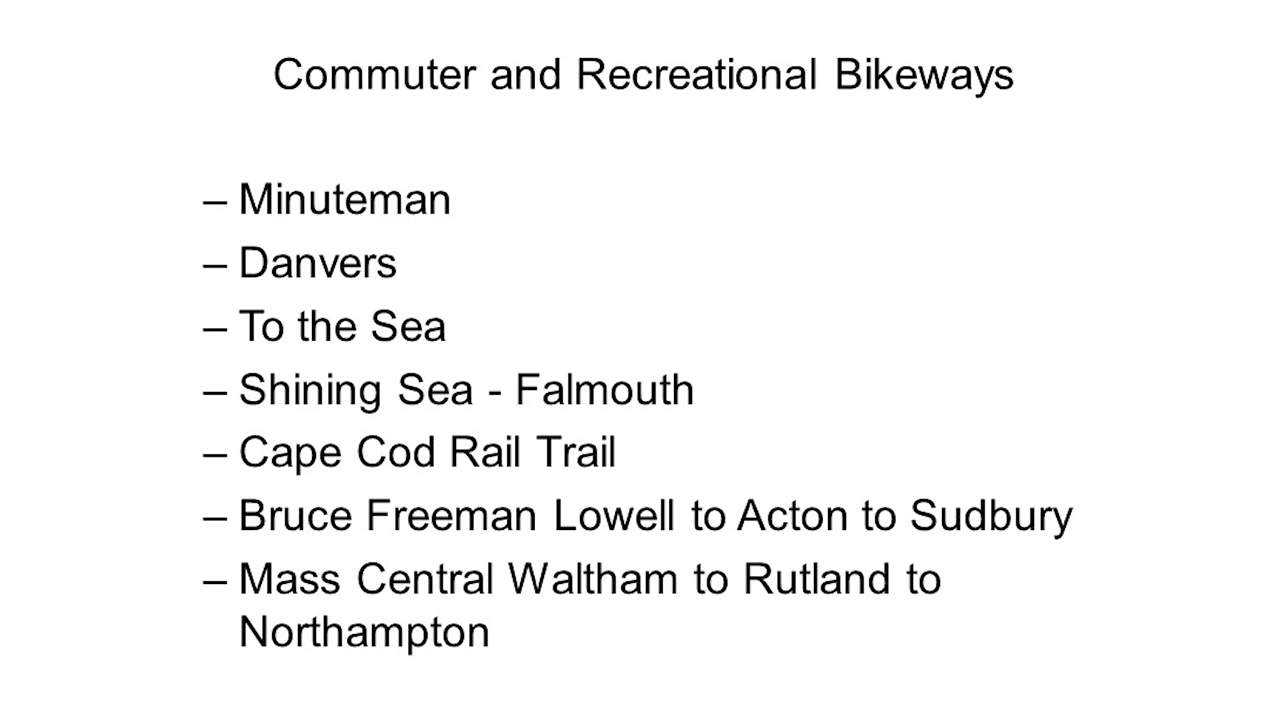 Commuter and Recreational Bikeways
– Minuteman
– Danvers
– To the Sea
– Shining Sea - Falmouth
– Cape Cod Rail Trail
– Bruce Freeman Lowell to Acton to Sudbury
– Mass Central Waltham to Rutland to
Northampton